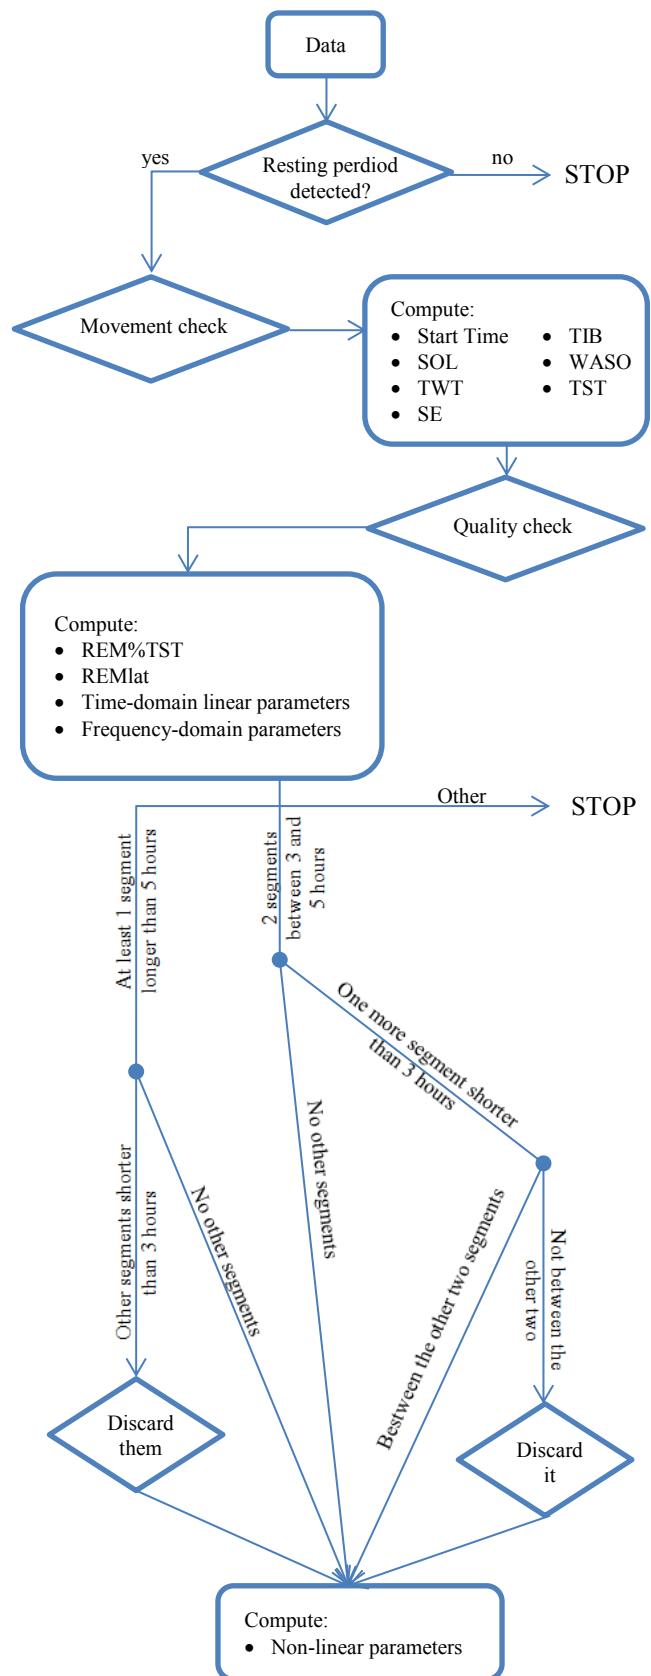 Data
Resting perdiod
detected?
yes
no
STOP
Movement check
Compute:
• Start Time
• SOL
• TWT
• SE
• TIB
• WASO
• TST
Quality check
Compute:
• REM%TST
• REMlat
• Time-domain linear parameters
• Frequency-domain parameters
Other
STOP
At least 1 segment
longer than 5 hours
2 segments
between 3 and
5 hours
One more segment shorter
than 3 hours
Other segments shorter
than 3 hours
No other segments
No other segments
Bestween the other two segments
Not between the
other two
Discard
them
Discard
it
Compute:
• Non-linear parameters